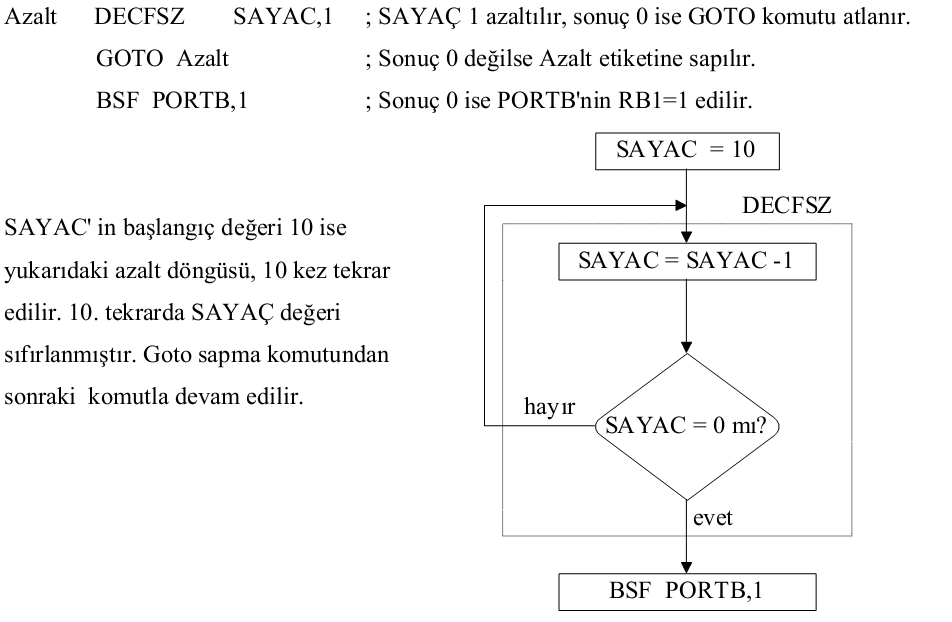 Azalt DECFSZ SAYAC,1 ; SAYAÇ 1 azaltılır, sonuç 0 ise GOTO komutu atlanır.
GOTO Azalt ; Sonuç 0 değilse Azalt etiketine sapılır.
BSF PORTB,1 ; Sonuç 0 ise PORTB'nin RB1=1 edilir.
SAYAC' in başlangıç değeri 10 ise
yukarıdaki azalt döngüsü, 10 kez tekrar
edilir. 10. tekrarda SAYAÇ değeri
sıfırlanmıştır. Goto sapma komutundan
sonraki komutla devam edilir.
SAYAC = 10
DECFSZ
SAYAC = SAYAC -1
hayır
SAYAC = 0 mı?
evet
BSF PORTB,1